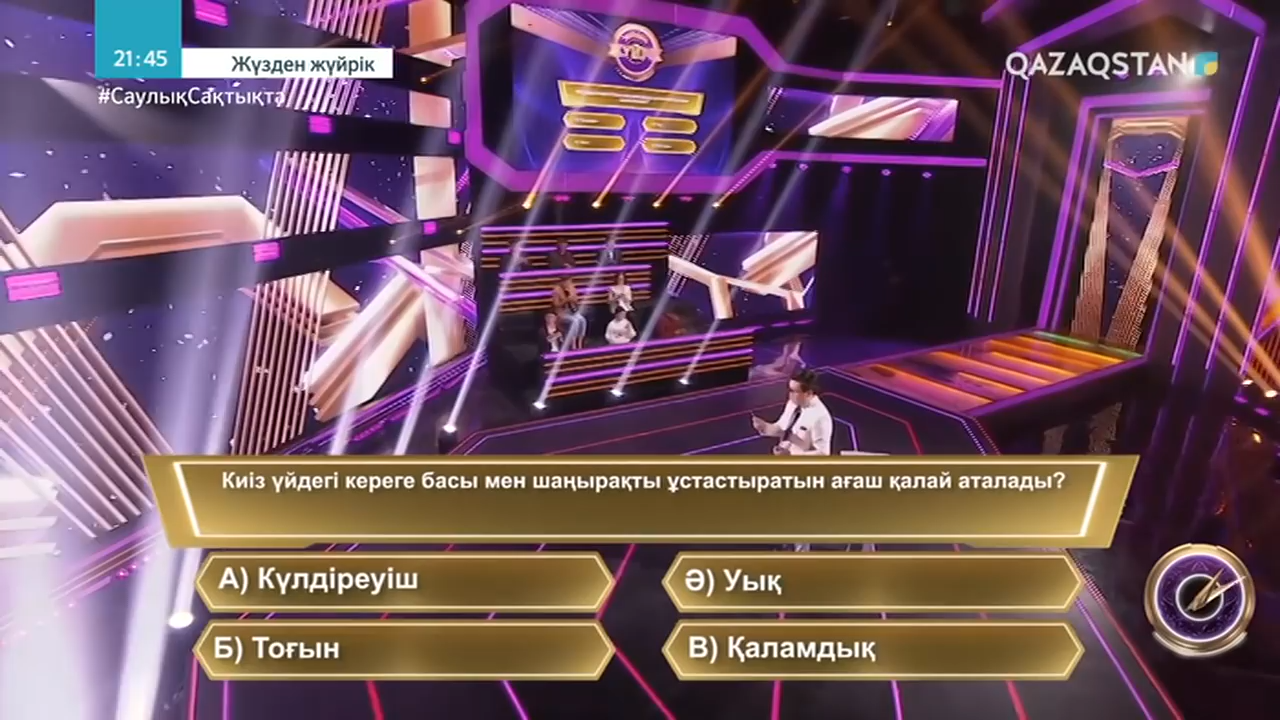 21:45
Жүзден жүйрік
QAZAQSTAN
#СаулықСақтықта
Киіз үйдегі кереге басы мен шаңырақты ұстастыратын ағаш қалай аталады?
А) Күлдіреуіш
Ә) Уық
Б) Тоғын
В) Қаламдық